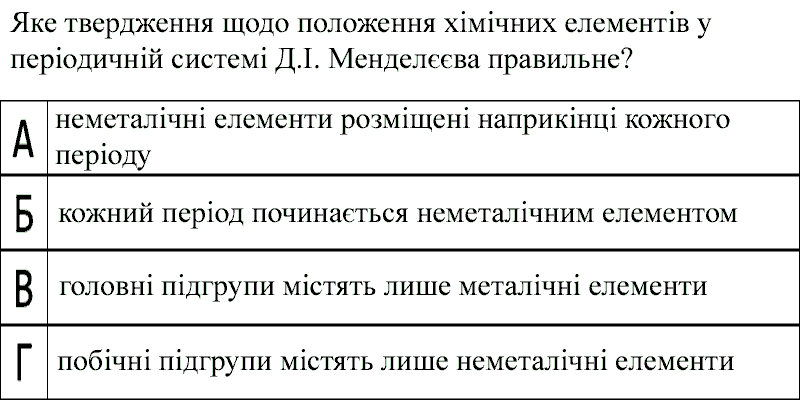 Яке твердження щодо положення хімічних елементів у
періодичній системі Д.І. Менделєєва правильне?
А
неметалічні елементи розміщені наприкінці кожного
періоду
Б
кожний період починається неметалічним елементом
В
головні підгрупи містять лише металічні елементи
Г
побічні підгрупи містять лише неметалічні елементи